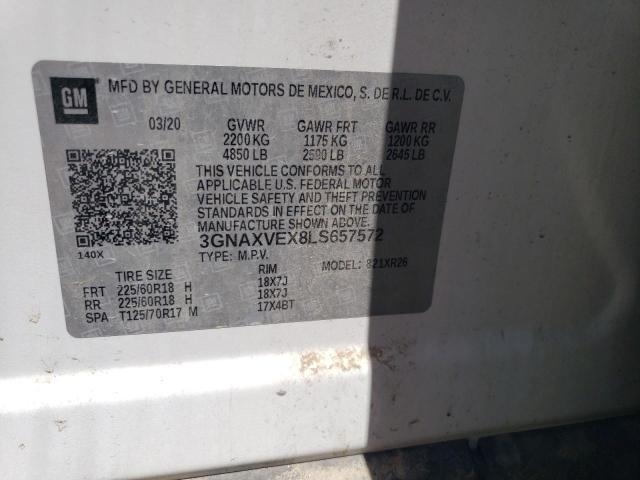 GM
MFD BY GENERAL MOTORS DE MEXICO, S. DE R.L. DE C.V.
03/20 GVWR GAWR FRT GAWR RR
2200 KG 1175 KG 1200 KG
4850 LB 2590 LB 2645 LB
THIS VEHICLE CONFORMS TO ALL
APPLICABLE U.S. FEDERAL MOTOR
VEHICLE SAFETY AND THEFT PREVENTION
STANDARDS IN EFFECT ON THE DATE OF
MANUFACTURE SHOWN ABOVE.
3GNAXVEX8LS657572
140X
TYPE: M.P.V. MODEL: 821XR26
TIRE SIZE RIM
FRT 225/60R18 H 18X7J
RR 225/60R18 H 18X7J
SPA T125/70R17 M 17X4BT